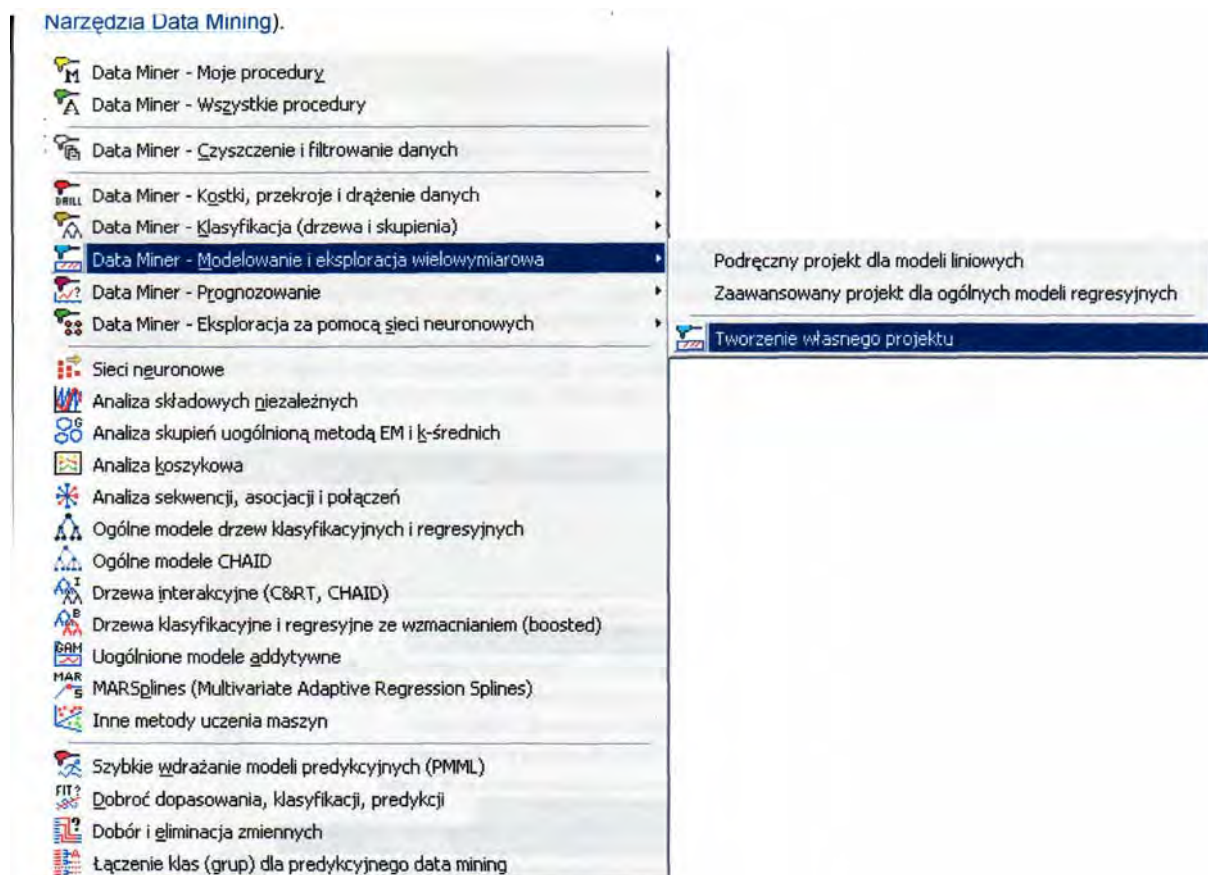 Narzędzia Data Mining).
Data Miner - Moje procedury
Data Miner - Wszystkie procedury
Data Miner - Czyszczenie i filtrowanie danych
Data Miner - Kostki, przekroje i drążenie danych
Data Miner - Klasyfikacja (drzewa i skupienia)
Data Miner - Modelowanie i eksploracja wielowymiarowa
Data Miner - Prognozowanie
Data Miner - Eksploracja za pomocą sieci neuronowych
Podręczny projekt dla modeli liniowych
Zaawansowany projekt dla ogólnych modeli regresyjnych
Tworzenie własnego projektu
Sieci neuronowe
Analiza składowych niezależnych
Analiza skupień uogólnioną metodą EM i k-średnich
Analiza koszykowa
Analiza sekwencji, asocjacji i połączeń
Ogólne modele drzew klasyfikacyjnych i regresyjnych
Ogólne modele CHAID
Drzewa interakcyjne (C&RT, CHAID)
Drzewa klasyfikacyjne i regresyjne ze wzmacnianiem (boosted)
Uogólnione modele addytywne
MARSplines (Multivariate Adaptive Regression Splines)
Inne metody uczenia maszyn
Szybkie wdrażanie modeli predykcyjnych (PMML)
Dobroć dopasowania, klasyfikacji, predykcji
Dobór i eliminacja zmiennych
Łączenie klas (grup) dla predykcyjnego data mining